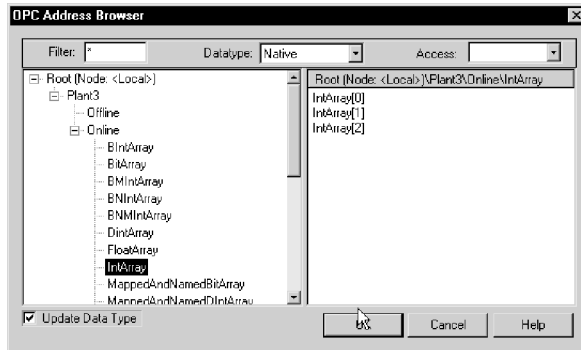 OPC Address Browser
Filter: * Datatype: Native Access:
Root (Node: <Local>)
Plant3
Offline
Online
BIntArray
BitArray
BMIntArray
BNIntArray
BNMIntArray
DintArray
FloatArray
IntArray
MappedAndNamedBitArray
MappedAndNamedDIntArray
Root (Node: <Local>)\Plant3\Online\IntArray
IntArray[0]
IntArray[1]
IntArray[2]
Update Data Type
OK Cancel Help